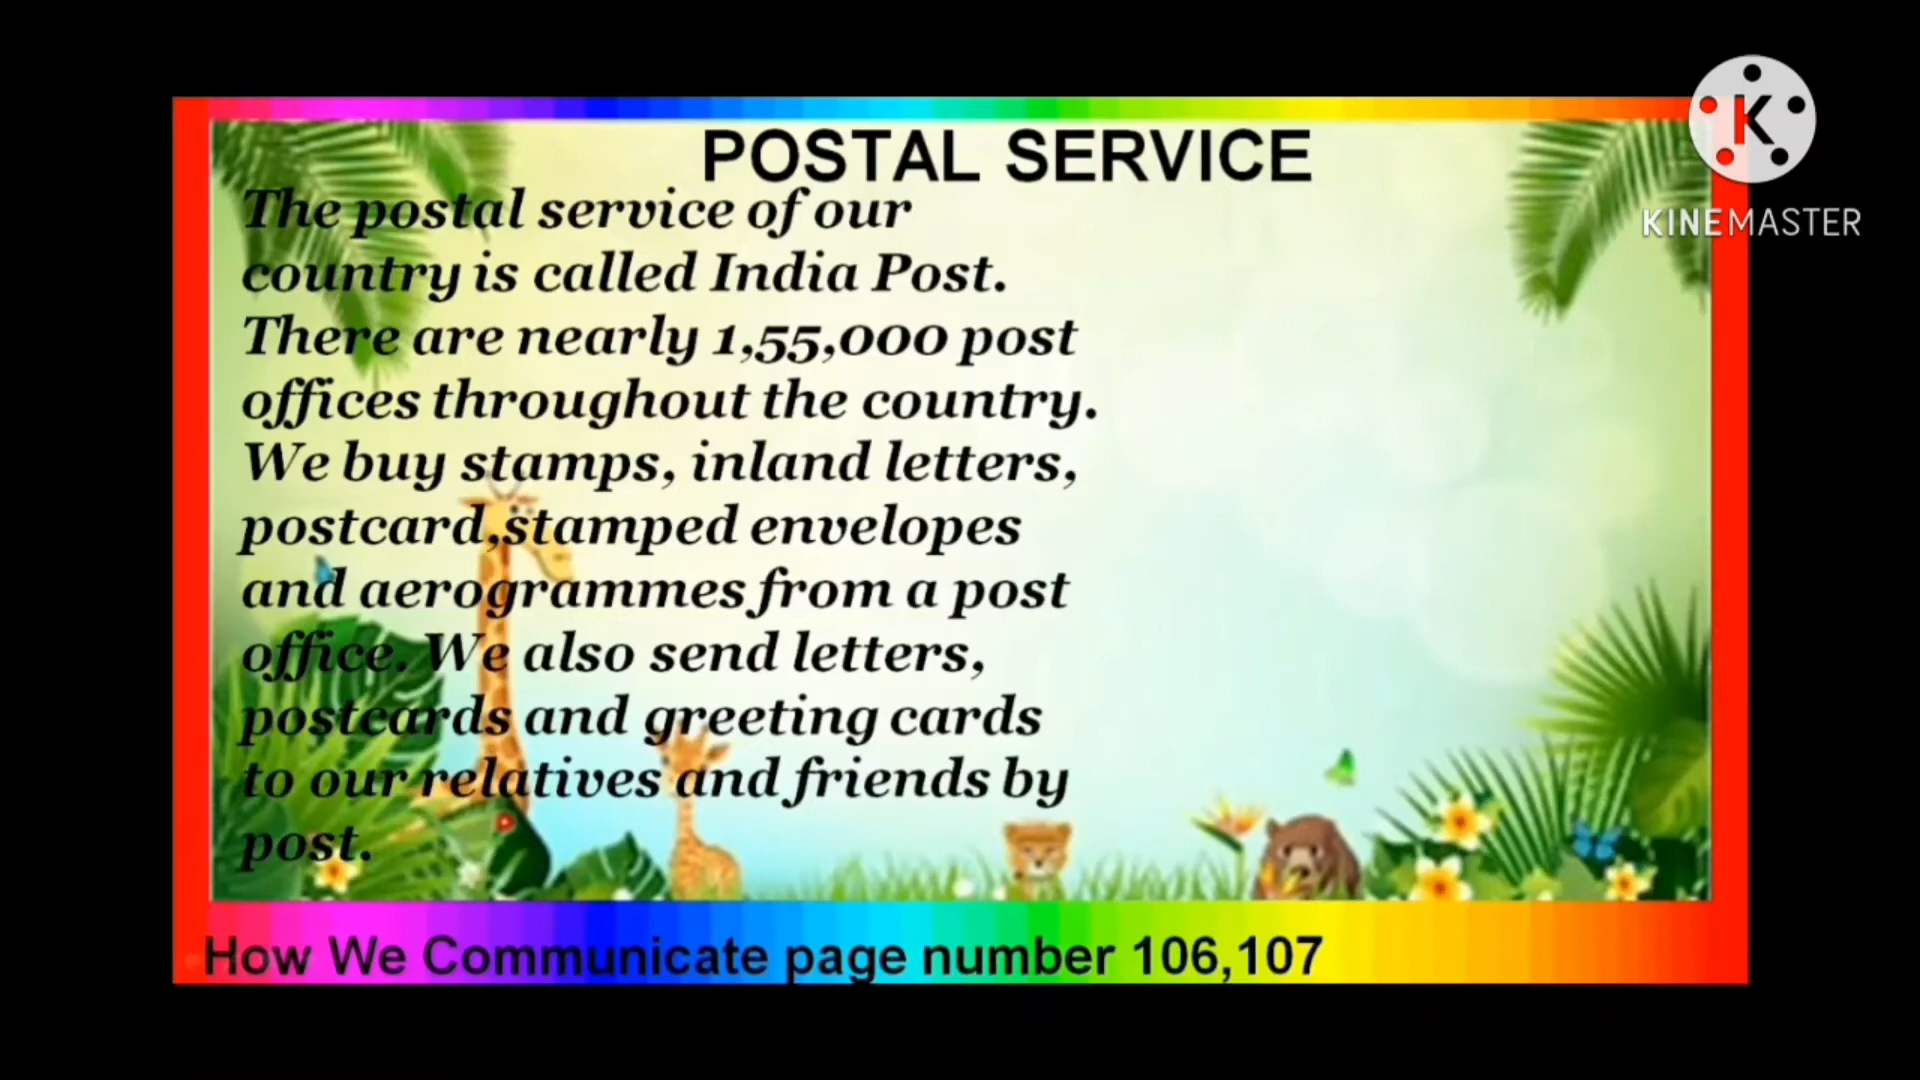 POSTAL SERVICE
The postal service of our
country is called India Post.
There are nearly 1,55,000 post
offices throughout the country.
We buy stamps, inland letters,
postcard,stamped envelopes
and aerogrammes from a post
office. We also send letters,
postcards and greeting cards
to our relatives and friends by
post.
How We Communicate page number 106,107
K
KINEMASTER